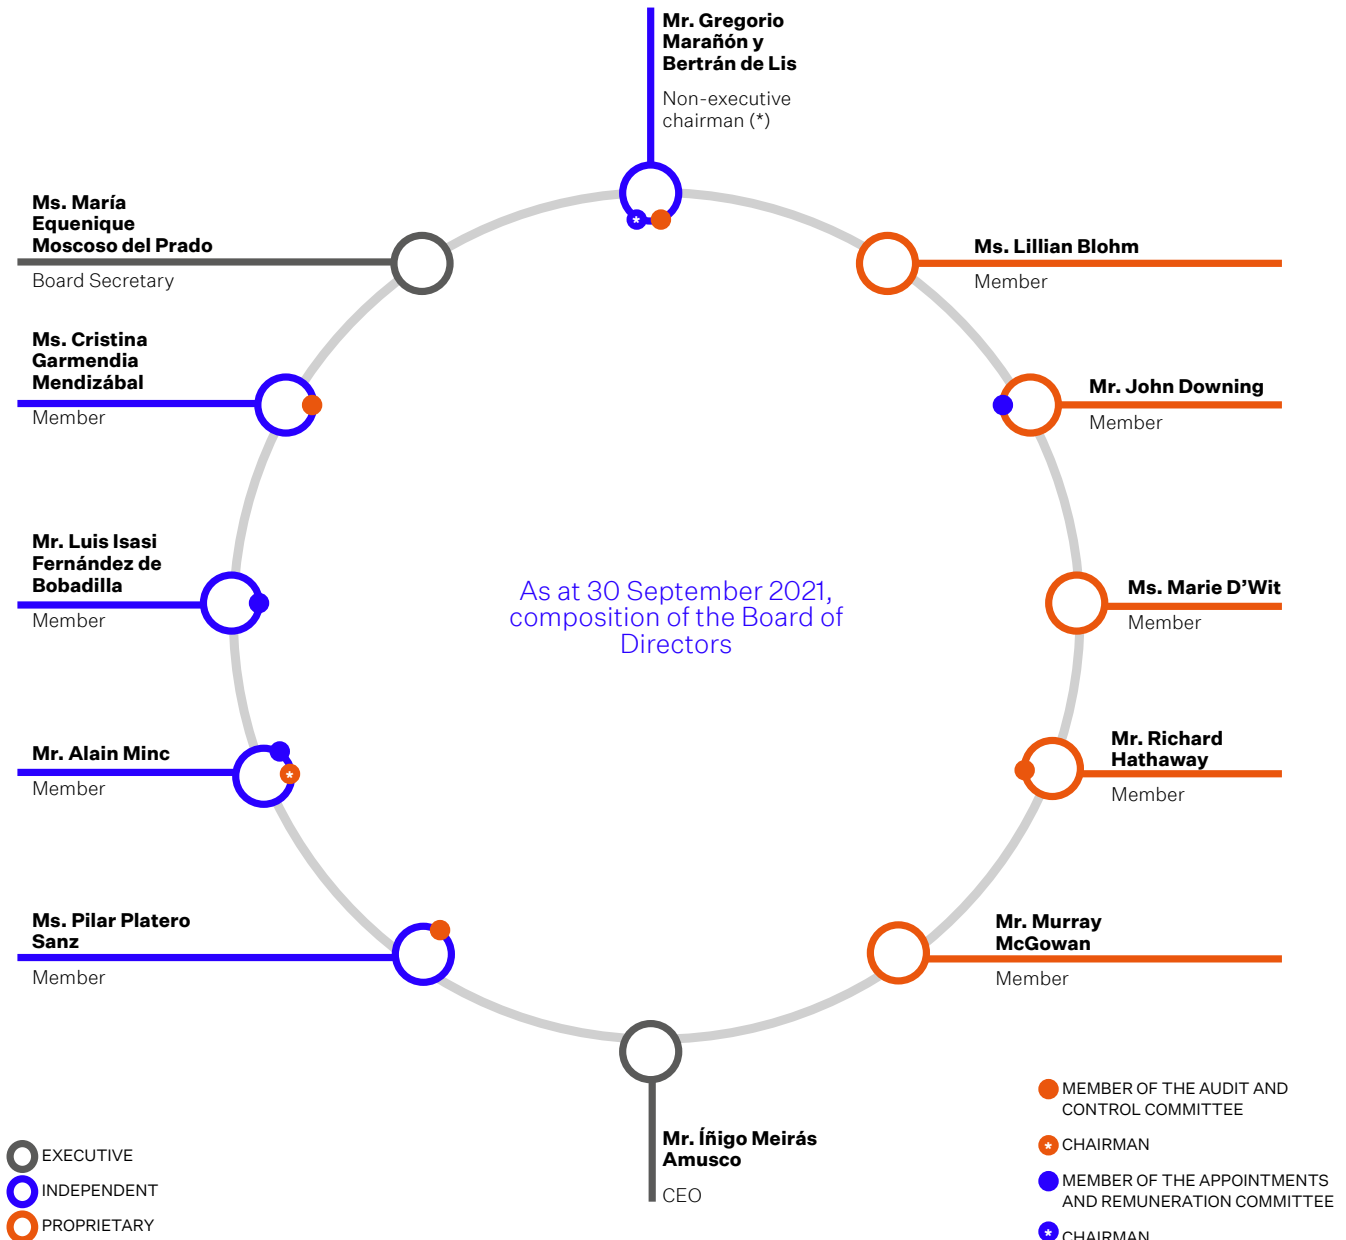 Mr. Gregorio
Marañón y
Bertrán de Lis
Non-executive
chairman (*)
Ms. María
Equenique
Moscoso del Prado
Board Secretary
Ms. Lillian Blohm
Member
Ms. Cristina
Garmendia
Mendizábal
Member
Mr. John Downing
Member
Mr. Luis Isasi
Fernández de
Bobadilla
Member
As at 30 September 2021,
composition of the Board of
Directors
Ms. Marie D’Wit
Member
Mr. Alain Minc
Member
Mr. Richard
Hathaway
Member
Ms. Pilar Platero
Sanz
Member
Mr. Murray
McGowan
Member
Mr. Íñigo Meirás
Amusco
CEO
EXECUTIVE
INDEPENDENT
PROPRIETARY
MEMBER OF THE AUDIT AND
CONTROL COMMITTEE
* CHAIRMAN
MEMBER OF THE APPOINTMENTS
AND REMUNERATION COMMITTEE
* CHAIRMAN